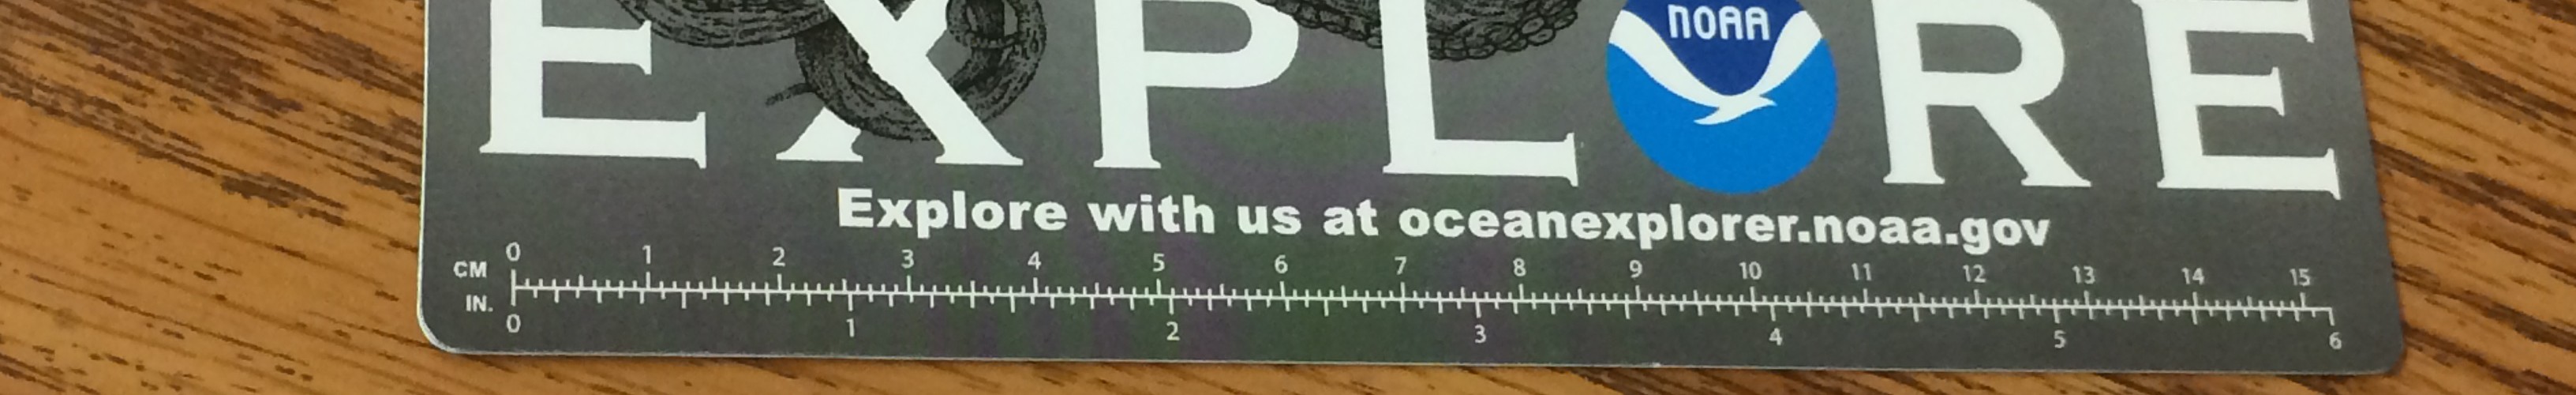 EXPLORE
NOAA
Explore with us at oceanexplorer.noaa.gov
CM 0 1 2 3 4 5 6 7 8 9 10 11 12 13 14 15
IN. 0 1 2 3 4 5 6